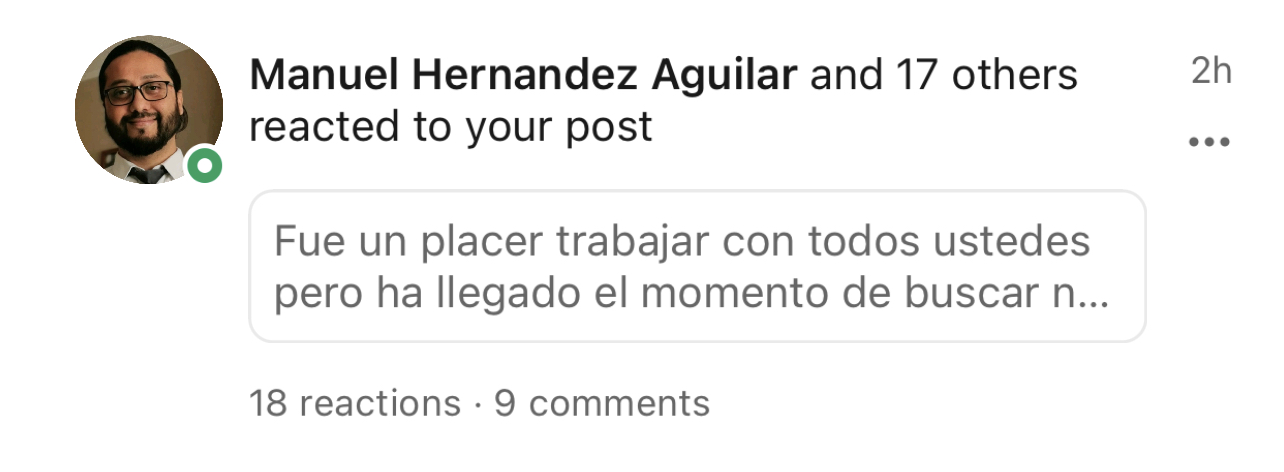 Manuel Hernandez Aguilar and 17 others
2h
reacted to your post
Fue un placer trabajar con todos ustedes
pero ha llegado el momento de buscar n...
18 reactions · 9 comments